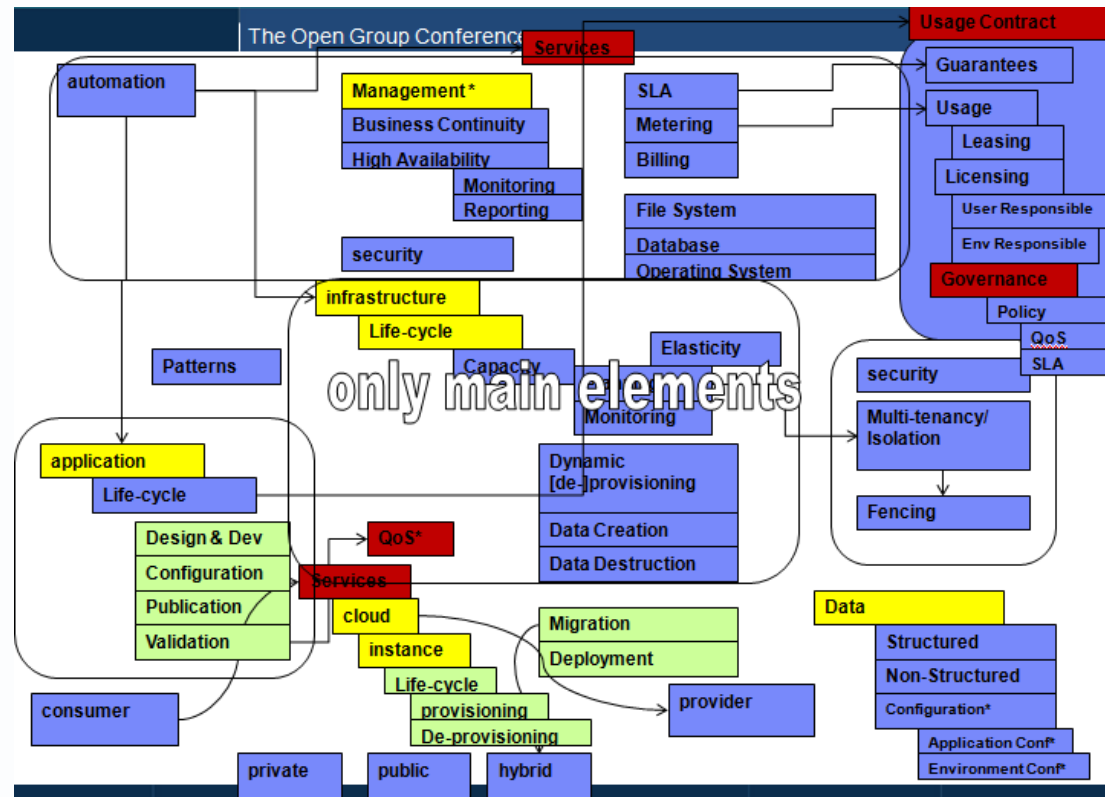 The Open Group Conference
Usage Contract
Services
automation
Management*
Business Continuity
High Availability
Monitoring
Reporting
security
SLA
Metering
Billing
File System
Database
Operating System
Guarantees
Usage
Leasing
Licensing
User Responsible
Env Responsible
Governance
Policy
QoS
SLA
infrastructure
Life-cycle
Capacity
Elasticity
Monitoring
only main elements
Patterns
security
Multi-tenancy/
Isolation
Fencing
application
Life-cycle
Design & Dev
Configuration
Publication
Validation
Dynamic
[de-]provisioning
Data Creation
Data Destruction
QoS*
Services
cloud
instance
Life-cycle
provisioning
De-provisioning
Migration
Deployment
consumer
provider
private
public
hybrid
Data
Structured
Non-Structured
Configuration*
Application Conf*
Environment Conf*